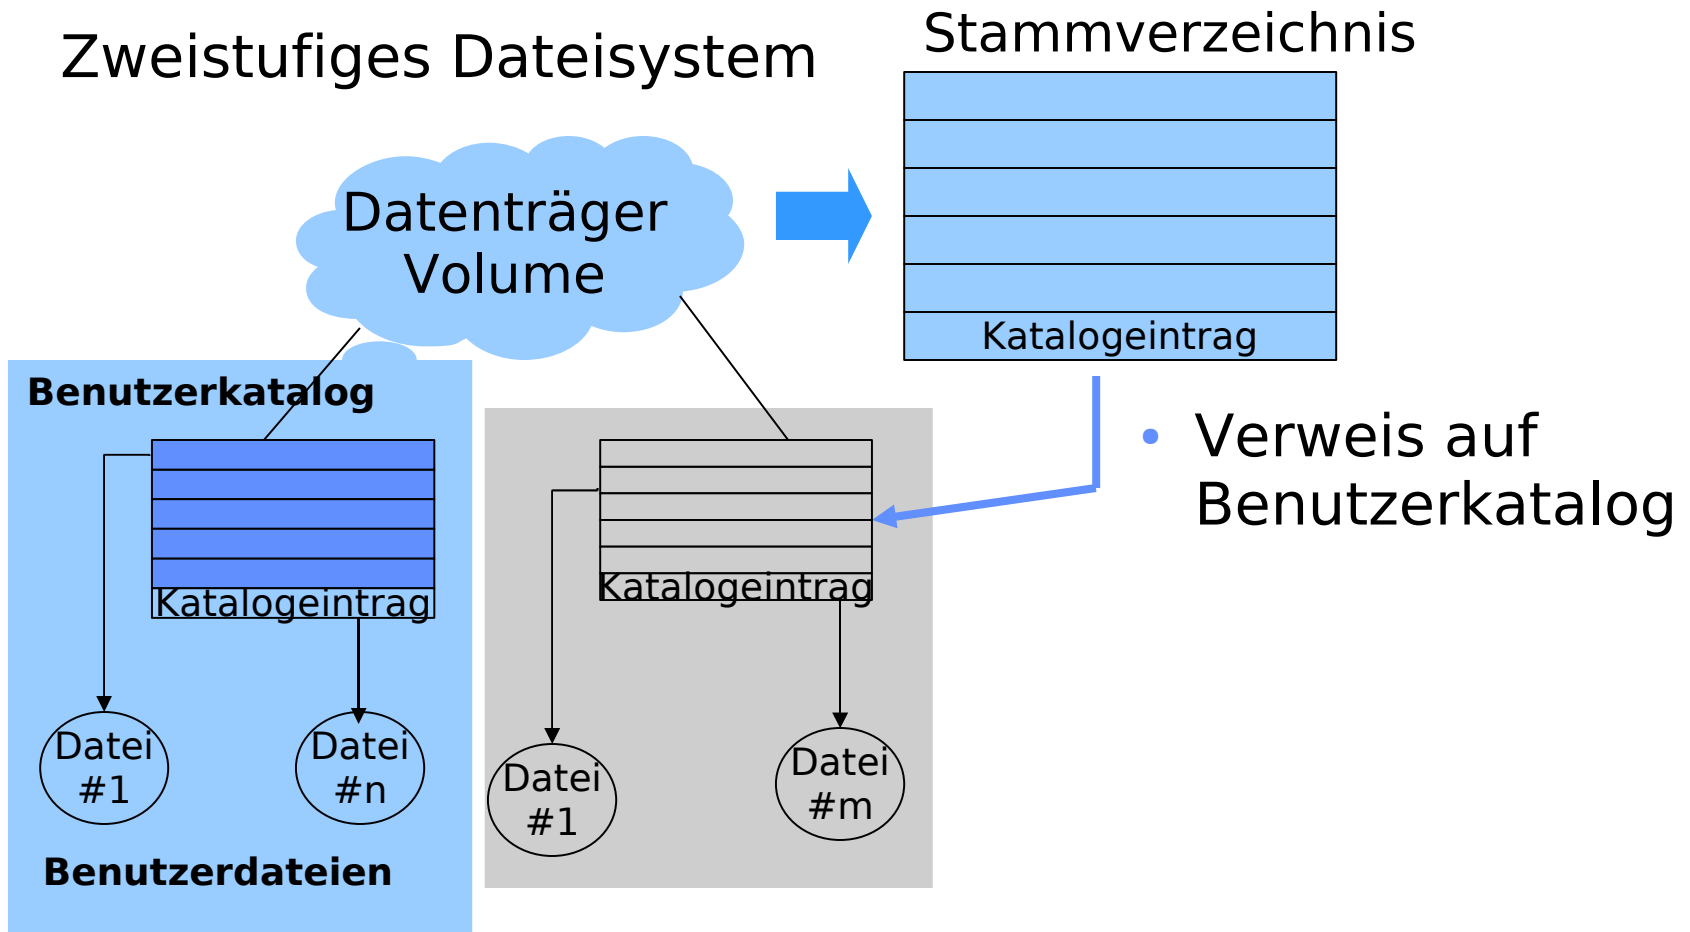 Zweistufiges Dateisystem
Stammverzeichnis
Datenträger
Volume
Katalogeintrag
Benutzerkatalog
• Verweis auf
Benutzerkatalog
Katalogeintrag
Katalogeintrag
Datei
#1
Datei
#n
Datei
#1
Datei
#m
Benutzerdateien